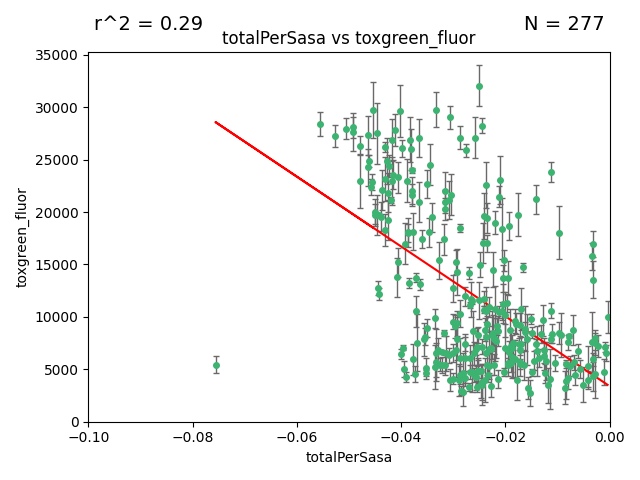 r^2 = 0.29
N = 277
totalPerSasa vs toxgreen_fluor
35000
30000
25000
20000
15000
10000
5000
0
toxgreen_fluor
−0.10
−0.08
−0.06
−0.04
−0.02
0.00
totalPerSasa